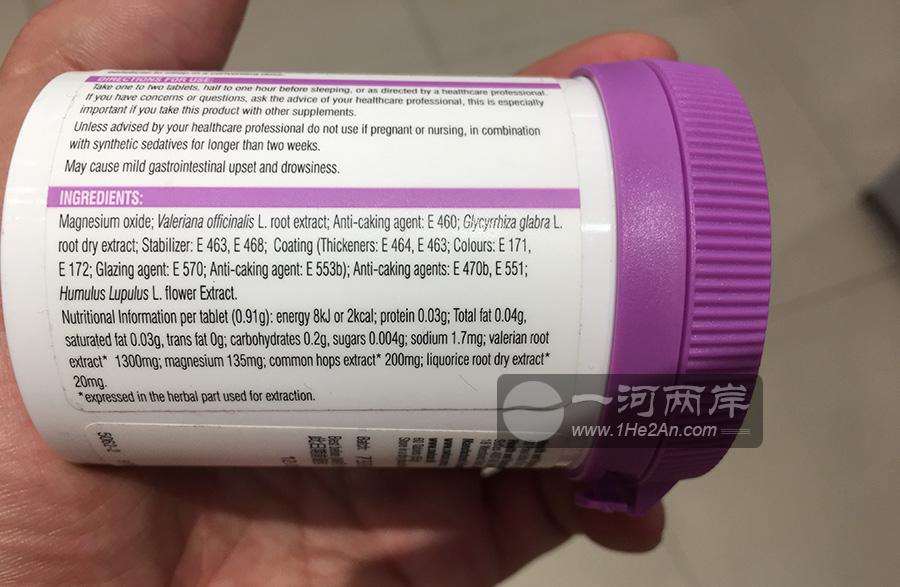 DIRECTIONS FOR USE:
Take one to two tablets, half to one hour before sleeping, or as directed by a healthcare professional.
If you have concerns or questions, ask the advice of your healthcare professional, this is especially
important if you take this product with other supplements.
Unless advised by your healthcare professional do not use if pregnant or nursing, in combination
with synthetic sedatives for longer than two weeks.
May cause mild gastrointestinal upset and drowsiness.
INGREDIENTS:
Magnesium oxide; Valeriana officinalis L. root extract; Anti-caking agent: E 460; Glycyrrhiza glabra L.
root dry extract; Stabilizer: E 463, E 468; Coating (Thickeners: E 464, E 463; Colours: E 171,
E 172; Glazing agent: E 570; Anti-caking agent: E 553b); Anti-caking agents: E 470b, E 551;
Humulus Lupulus L. flower Extract.
Nutritional Information per tablet (0.91g): energy 8kJ or 2kcal; protein 0.03g; Total fat 0.04g,
saturated fat 0.03g, trans fat 0g; carbohydrates 0.2g, sugars 0.004g; sodium 1.7mg; valerian root
extract* 1300mg; magnesium 135mg; common hops extract* 200mg; liquorice root dry extract*
20mg.
*expressed in the herbal part used for extraction.
5062-3
一河两岸
www.1He2An.com